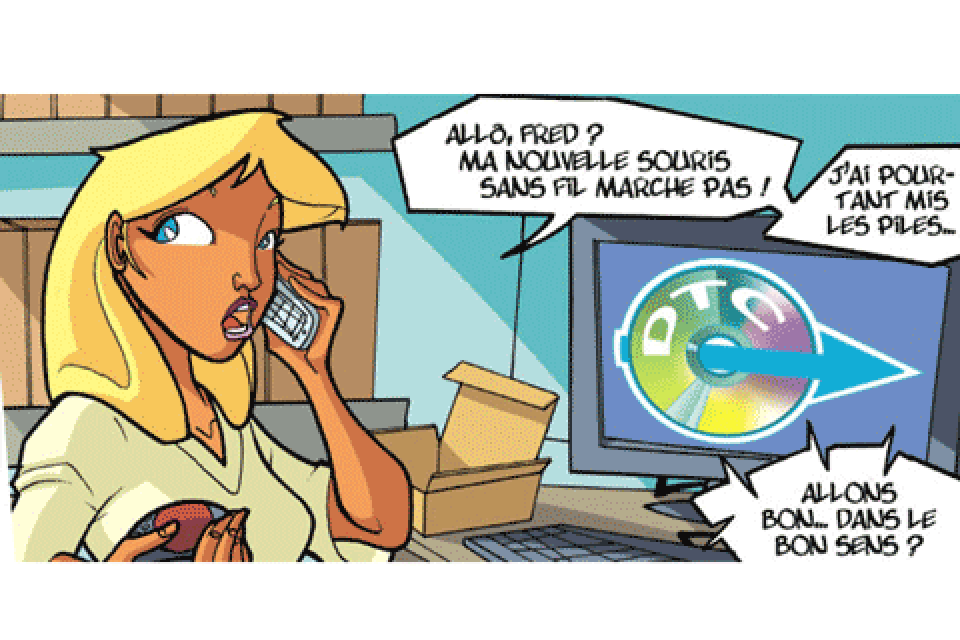 ALLÔ, FRED ?
MA NOUVELLE SOURIS
SANS FIL MARCHE PAS !
J'AI POUR-
TANT MIS
LES PILES...
DTC
ALLONS
BON... DANS LE
BON SENS ?